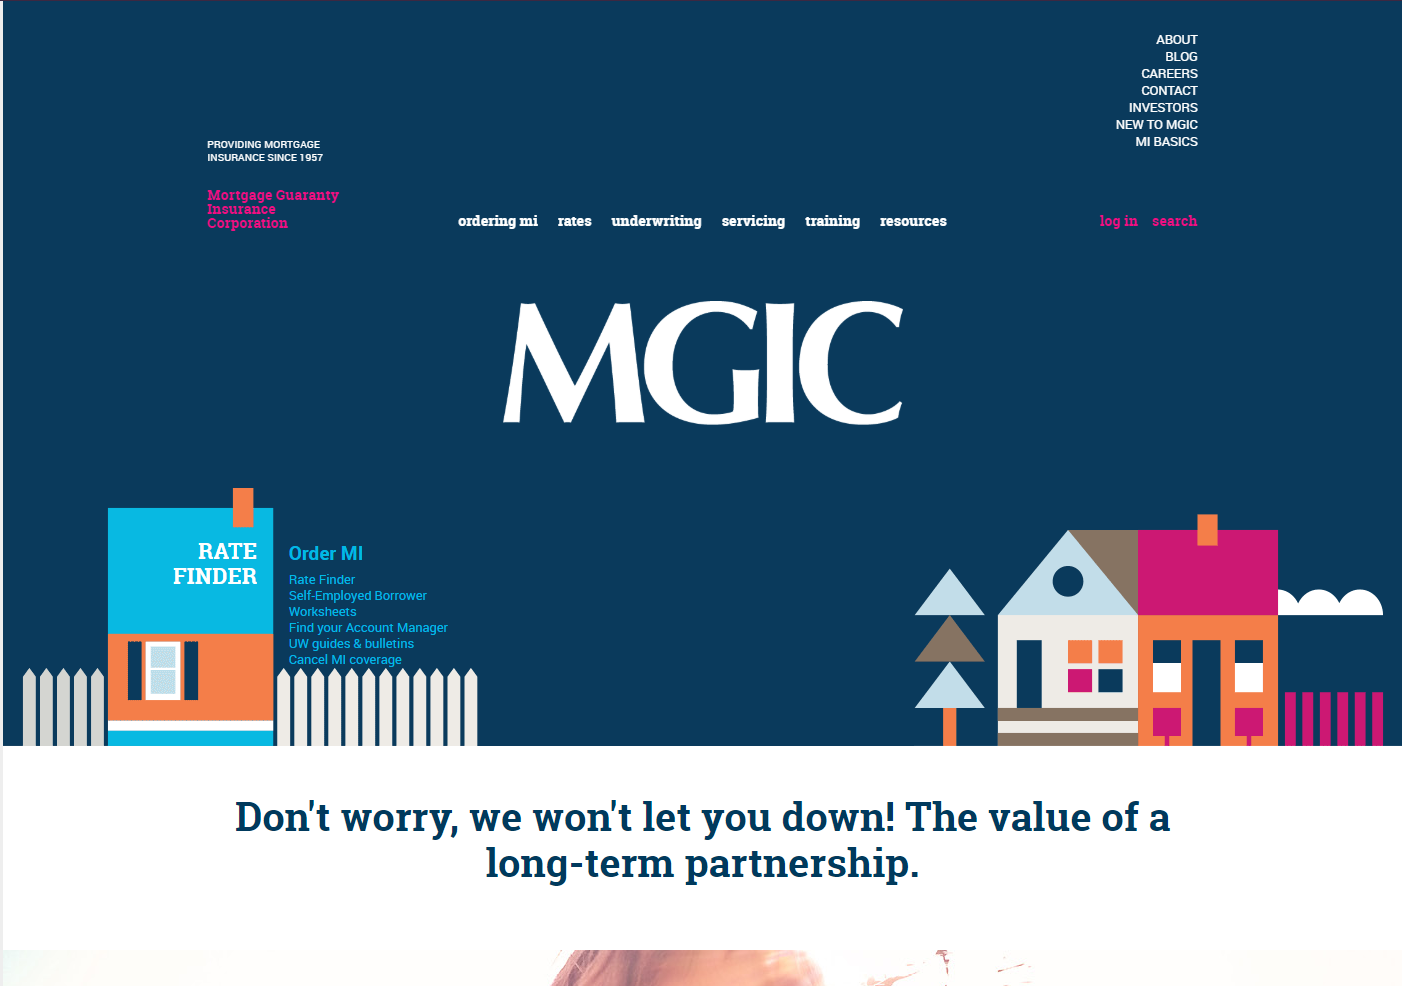 ABOUT
BLOG
CAREERS
CONTACT
INVESTORS
NEW TO MGIC
MI BASICS
PROVIDING MORTGAGE
INSURANCE SINCE 1957
Mortgage Guaranty
Insurance
Corporation
ordering mi rates underwriting servicing training resources
log in search
MGIC
RATE
FINDER
Order MI
Rate Finder
Self-Employed Borrower
Worksheets
Find your Account Manager
UW guides & bulletins
Cancel MI coverage
Don't worry, we won't let you down! The value of a
long-term partnership.